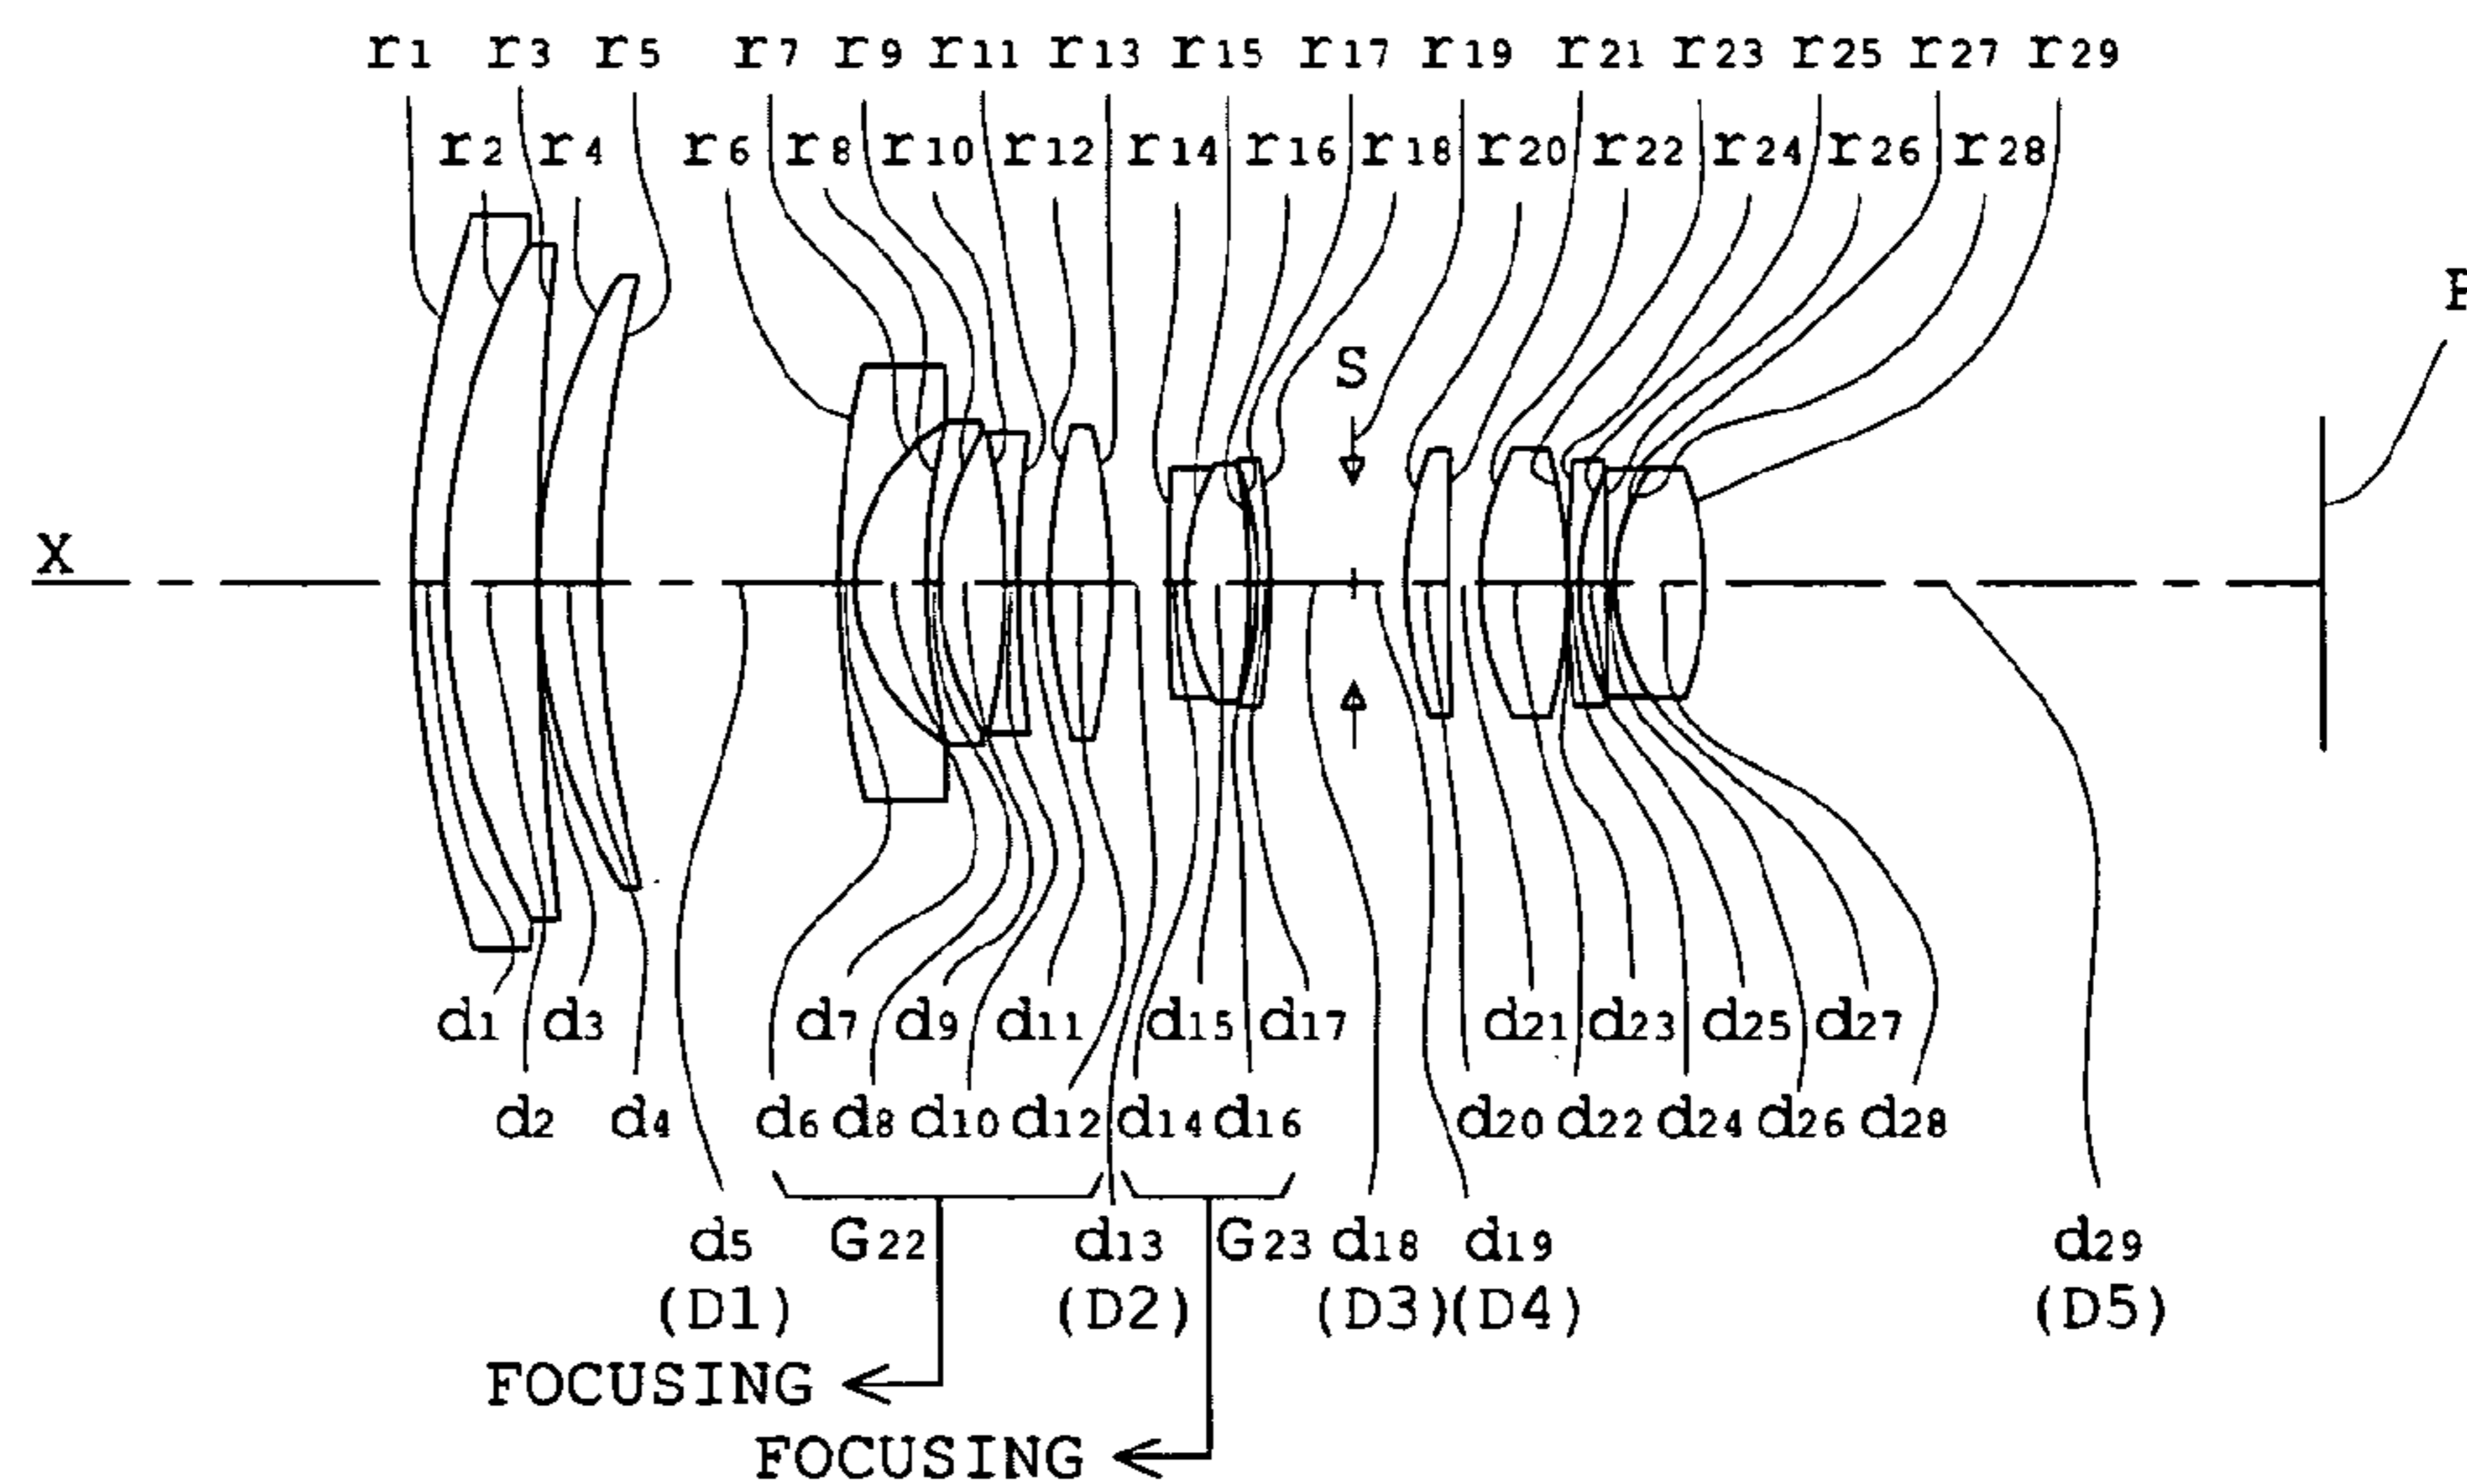 r1 r3 r5 r7 r9 r11 r13 r15 r17 r19 r21 r23 r25 r27 r29
r2 r4 r6 r8 r10 r12 r14 r16 r18 r20 r22 r24 r26 r28
S
X
d1 d3 d7 d9 d11 d15 d17 d21 d23 d25 d27
d2 d4 d6 d8 d10 d12 d14 d16 d20 d22 d24 d26 d28
d5 G22 d13 G23 d18 d19 d29
(D1) (D2) (D3)(D4) (D5)
FOCUSING
FOCUSING